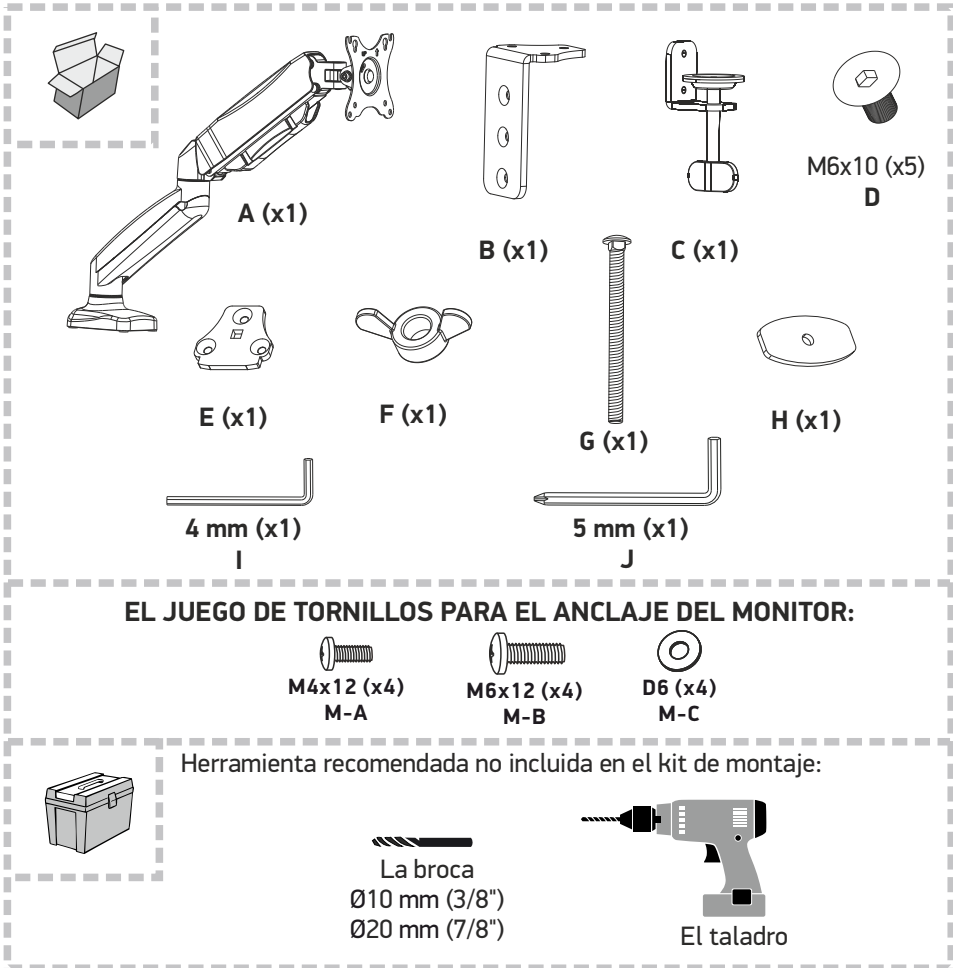 A (x1)
B (x1)
C (x1)
M6x10 (x5)
D
E (x1)
F (x1)
G (x1)
H (x1)
4 mm (x1)
I
5 mm (x1)
J
EL JUEGO DE TORNILLOS PARA EL ANCLAJE DEL MONITOR:
M4x12 (x4)
M-A
M6x12 (x4)
M-B
D6 (x4)
M-C
Herramienta recomendada no incluida en el kit de montaje:
La broca
Ø10 mm (3/8")
Ø20 mm (7/8")
El taladro